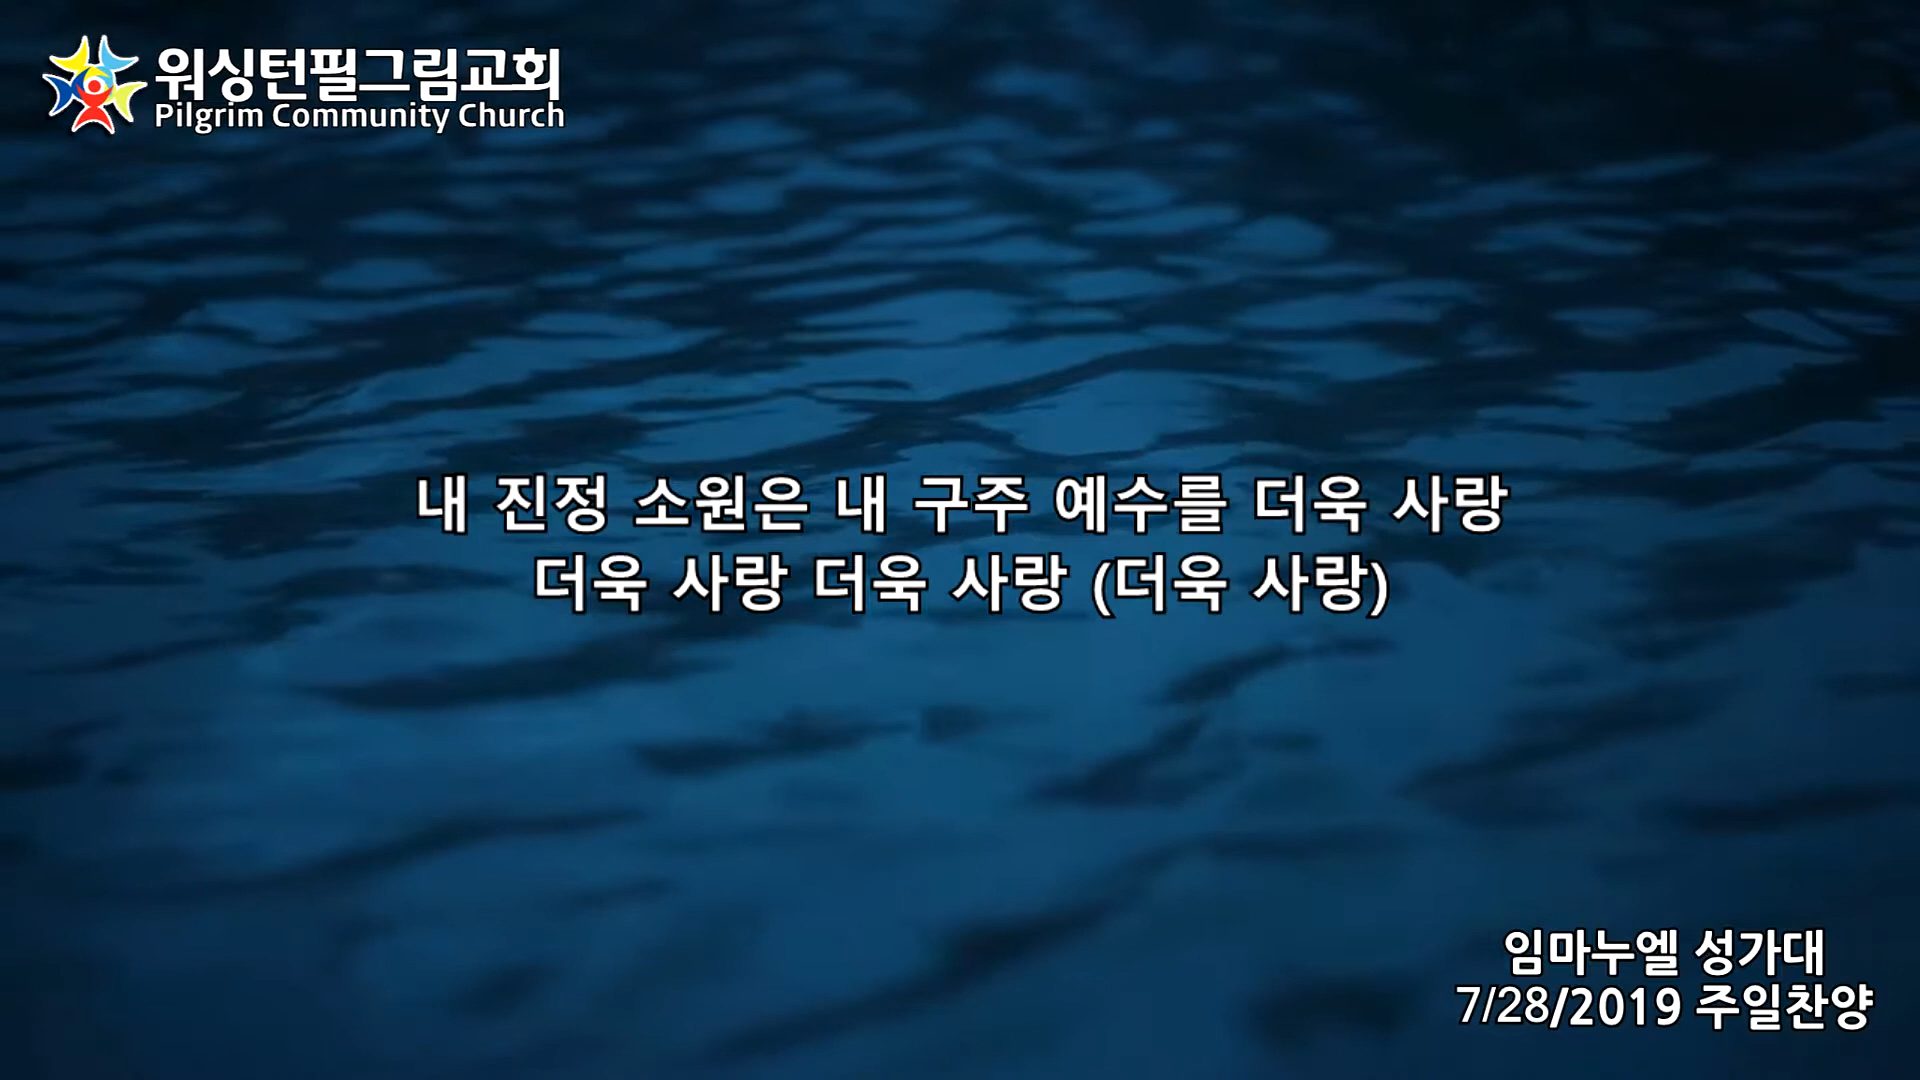 워싱턴필그림교회
Pilgrim Community Church
내 진정 소원은 내 구주 예수를 더욱 사랑
더욱 사랑 더욱 사랑 (더욱 사랑)
임마누엘 성가대
7/28/2019 주일찬양